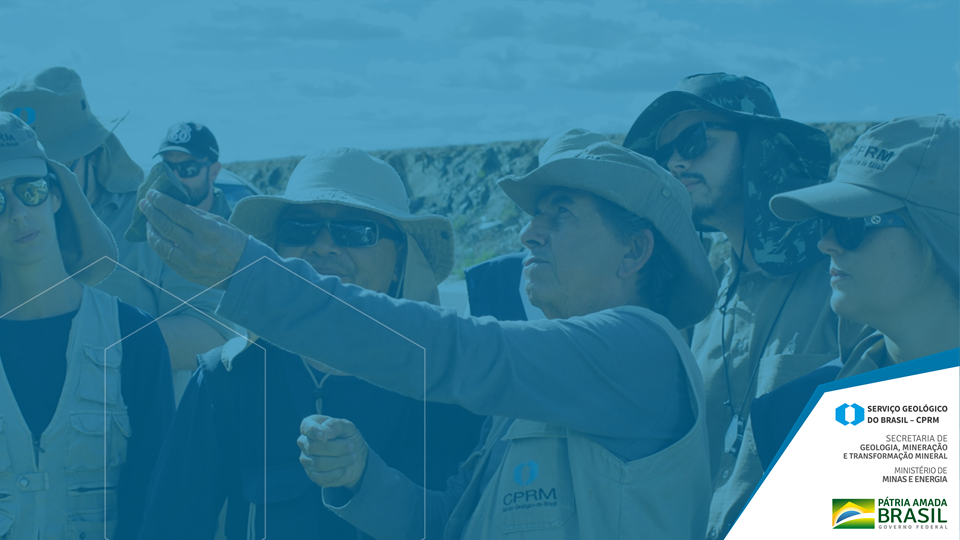 CPRM
CPRM
SERVIÇO GEOLÓGICO
DO BRASIL – CPRM
SECRETARIA DE
GEOLOGIA, MINERAÇÃO
E TRANSFORMAÇÃO MINERAL
MINISTÉRIO DE
MINAS E ENERGIA
PÁTRIA AMADA
BRASIL
GOVERNO FEDERAL